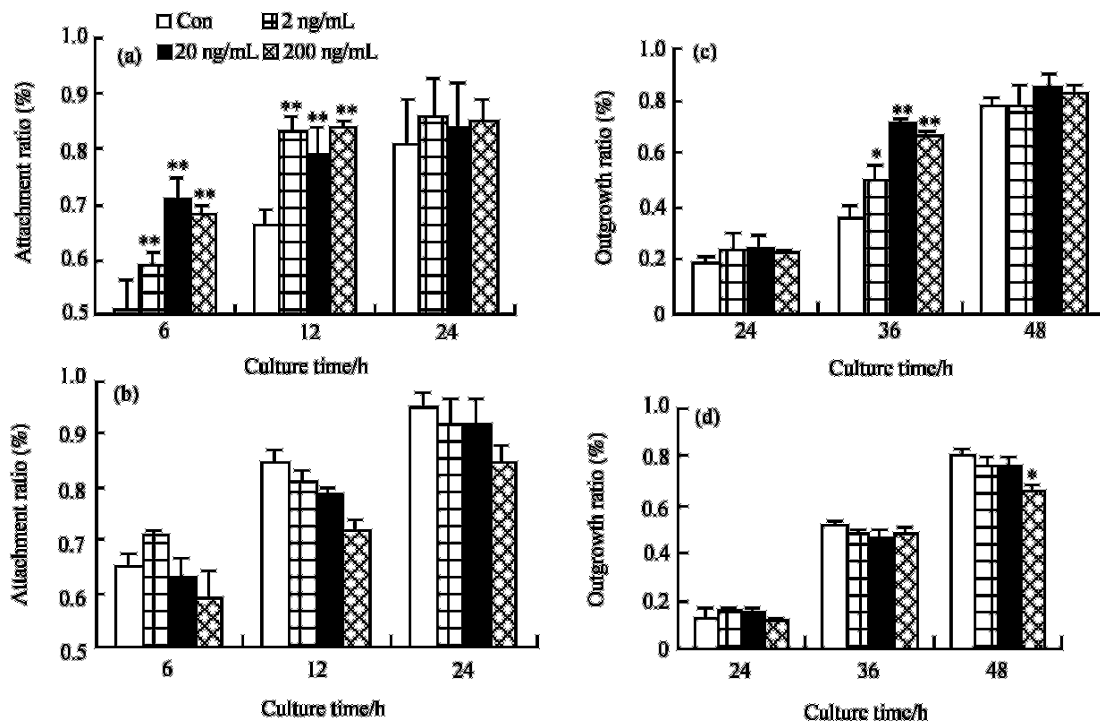 Con 2 ng/mL
20 ng/mL 200 ng/mL
(a)
Attachment ratio (%)
1.0
0.9
0.8
0.7
0.6
0.5
** ** **
** ** **
6 12 24
Culture time/h
(c)
Outgrowth ratio (%)
1.0
0.8
0.6
0.4
0.2
0
* ** **
24 36 48
Culture time/h
(b)
Attachment ratio (%)
1.0
0.9
0.8
0.7
0.6
0.5
6 12 24
Culture time/h
(d)
Outgrowth ratio (%)
1.0
0.8
0.6
0.4
0.2
0
*
24 36 48
Culture time/h